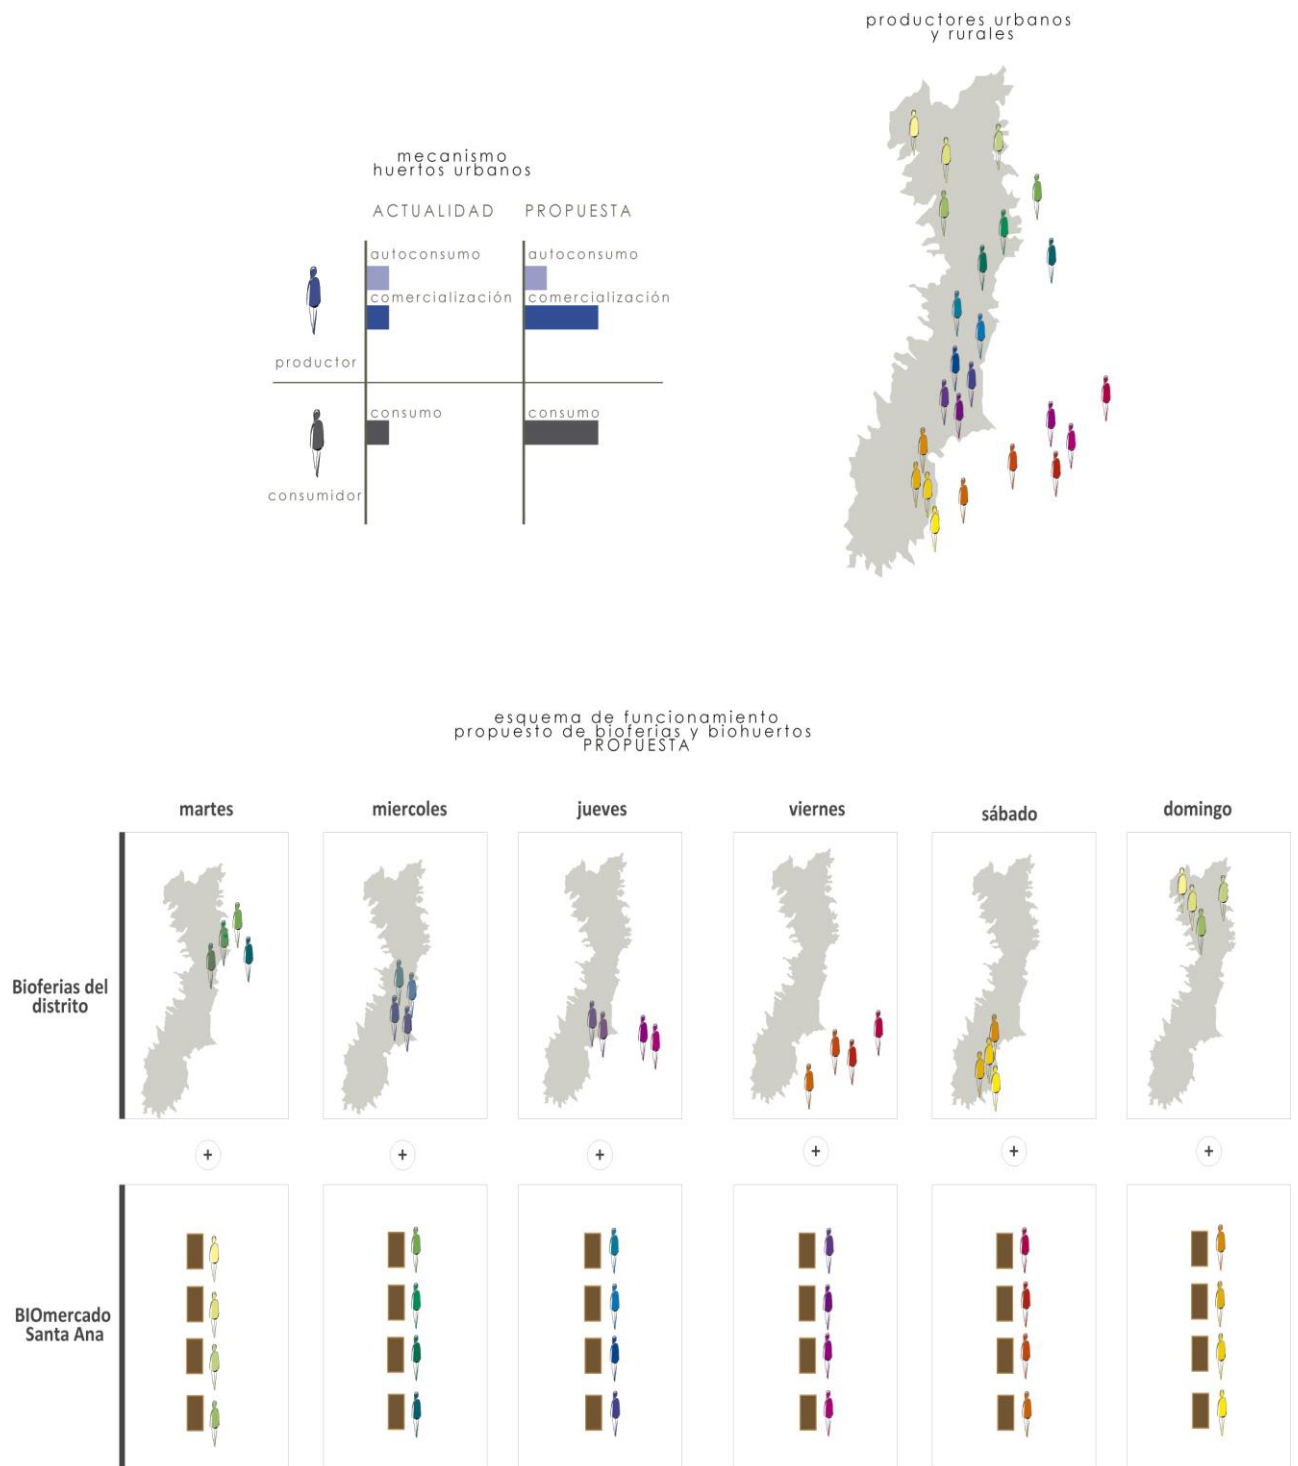 productores urbanos
y rurales
mecanismo
huertos urbanos
ACTUALIDAD PROPUESTA
autoconsumo autoconsumo
comercialización comercialización
productor
consumo consumo
consumidor
esquema de funcionamiento
propuesto de bioferias y biohuertos
PROPUESTA
martes miercoles jueves viernes sábado domingo
Bioferias del
distrito
+ + + + + +
BIOmercado
Santa Ana